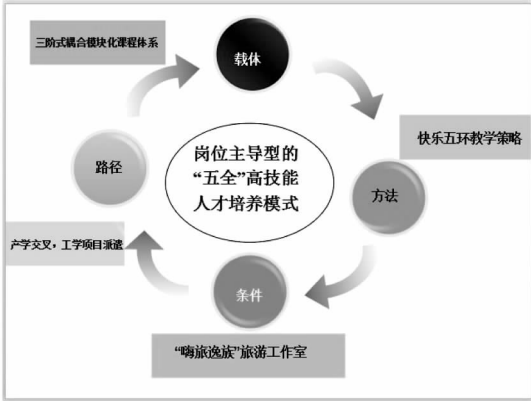 三阶式耦合模块化课程体系
载体
快乐五环教学策略
岗位主导型的
“五全”高技能
人才培养模式
路径
方法
产学交叉，工学项目派遣
条件
“嗨旅逸族”旅游工作室